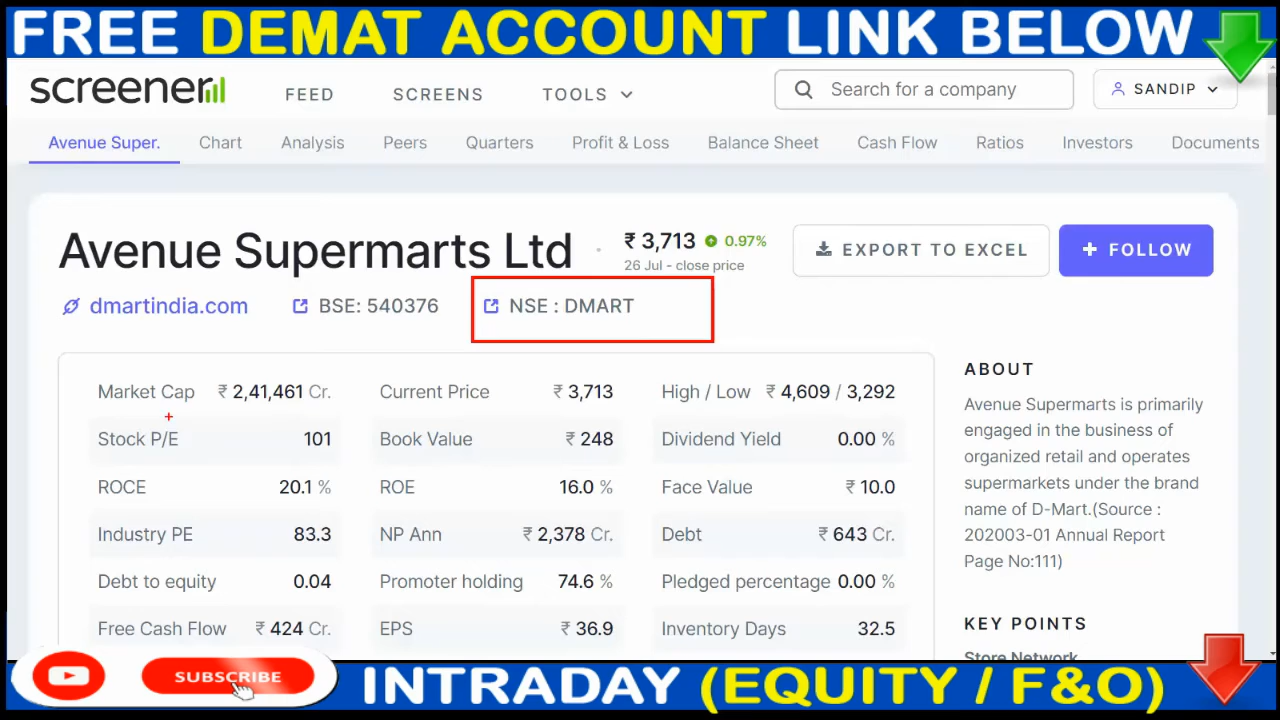 FREE DEMAT ACCOUNT LINK BELOW
screener
FEED SCREENS TOOLS
Search for a company
SANDIP
Avenue Super. Chart Analysis Peers Quarters Profit & Loss Balance Sheet Cash Flow Ratios Investors Documents
Avenue Supermarts Ltd
₹ 3,713 0.97%
26 Jul - close price
EXPORT TO EXCEL
+ FOLLOW
dmartindia.com BSE: 540376 NSE : DMART
Market Cap ₹ 2,41,461 Cr. Current Price ₹ 3,713 High / Low ₹ 4,609 / 3,292
Stock P/E 101 Book Value ₹ 248 Dividend Yield 0.00 %
ROCE 20.1 % ROE 16.0 % Face Value ₹ 10.0
Industry PE 83.3 NP Ann ₹ 2,378 Cr. Debt ₹ 643 Cr.
Debt to equity 0.04 Promoter holding 74.6 % Pledged percentage 0.00 %
Free Cash Flow ₹ 424 Cr. EPS ₹ 36.9 Inventory Days 32.5
ABOUT
Avenue Supermarts is primarily
engaged in the business of
organized retail and operates
supermarkets under the brand
name of D-Mart.(Source :
202003-01 Annual Report
Page No:111)
KEY POINTS
Store Network
SUBSCRIBE
INTRADAY (EQUITY / F&O)